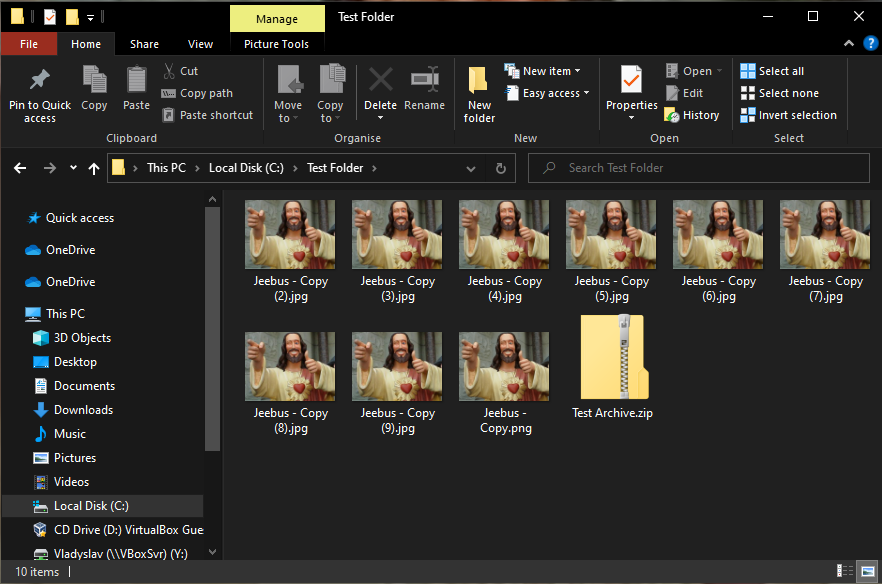 Manage
Test Folder
File
Home
Share
View
Picture Tools
Pin to Quick
access
Copy
Paste
Cut
Copy path
Paste shortcut
Clipboard
Move
to
Copy
to
Delete
Rename
Organise
New
folder
New item
Easy access
New
Properties
Open
Edit
History
Open
Select all
Select none
Invert selection
Select
This PC
Local Disk (C:)
Test Folder
Search Test Folder
Quick access
OneDrive
OneDrive
This PC
3D Objects
Desktop
Documents
Downloads
Music
Pictures
Videos
Local Disk (C:)
CD Drive (D:) VirtualBox Gue
Vladyslav (\\VBoxSvr) (Y:)
Jeebus - Copy
(2).jpg
Jeebus - Copy
(3).jpg
Jeebus - Copy
(4).jpg
Jeebus - Copy
(5).jpg
Jeebus - Copy
(6).jpg
Jeebus - Copy
(7).jpg
Jeebus - Copy
(8).jpg
Jeebus - Copy
(9).jpg
Jeebus -
Copy.png
Test Archive.zip
10 items